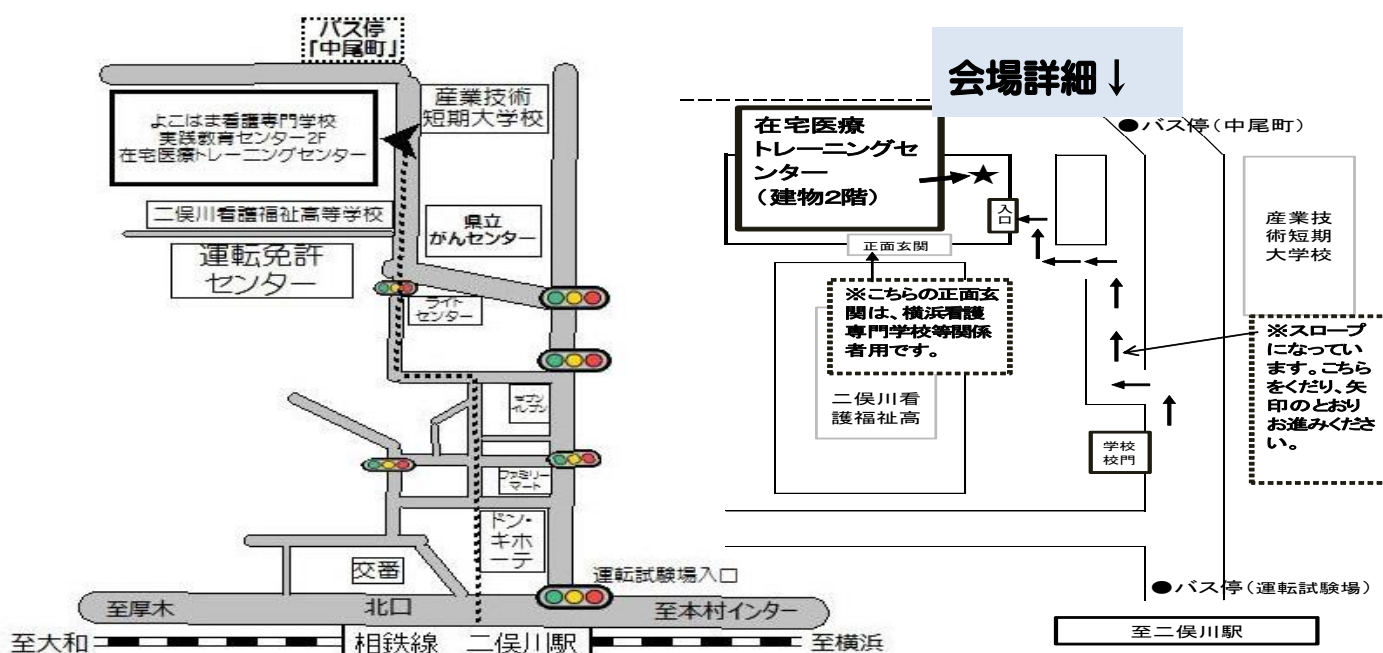 バス停
「中尾町」
産業技術
短期大学校
よこはま看護専門学校
実践教育センター2F
在宅医療トレーニングセンター
二俣川看護福祉高等学校
県立
がんセンター
運転免許
センター
ライト
センター
セブン
イレブン
ファミリー
マート
ドン・
キホ
ーテ
交番
運転試験場入口
至厚木
北口
至本村インター
至大和
相鉄線 二俣川駅
至横浜
会場詳細↓
●バス停(中尾町)
在宅医療
トレーニングセ
ンター
(建物2階)
入口
正面玄関
産業技
術短期
大学校
※こちらの正面玄
関は、横浜看護
専門学校等関係
者用です。
二俣川看
護福祉高
※スロープ
になってい
ます。こちら
をくだり、矢
印のとおり
お進みくださ
い。
学校
校門
●バス停(運転試験場)
至二俣川駅